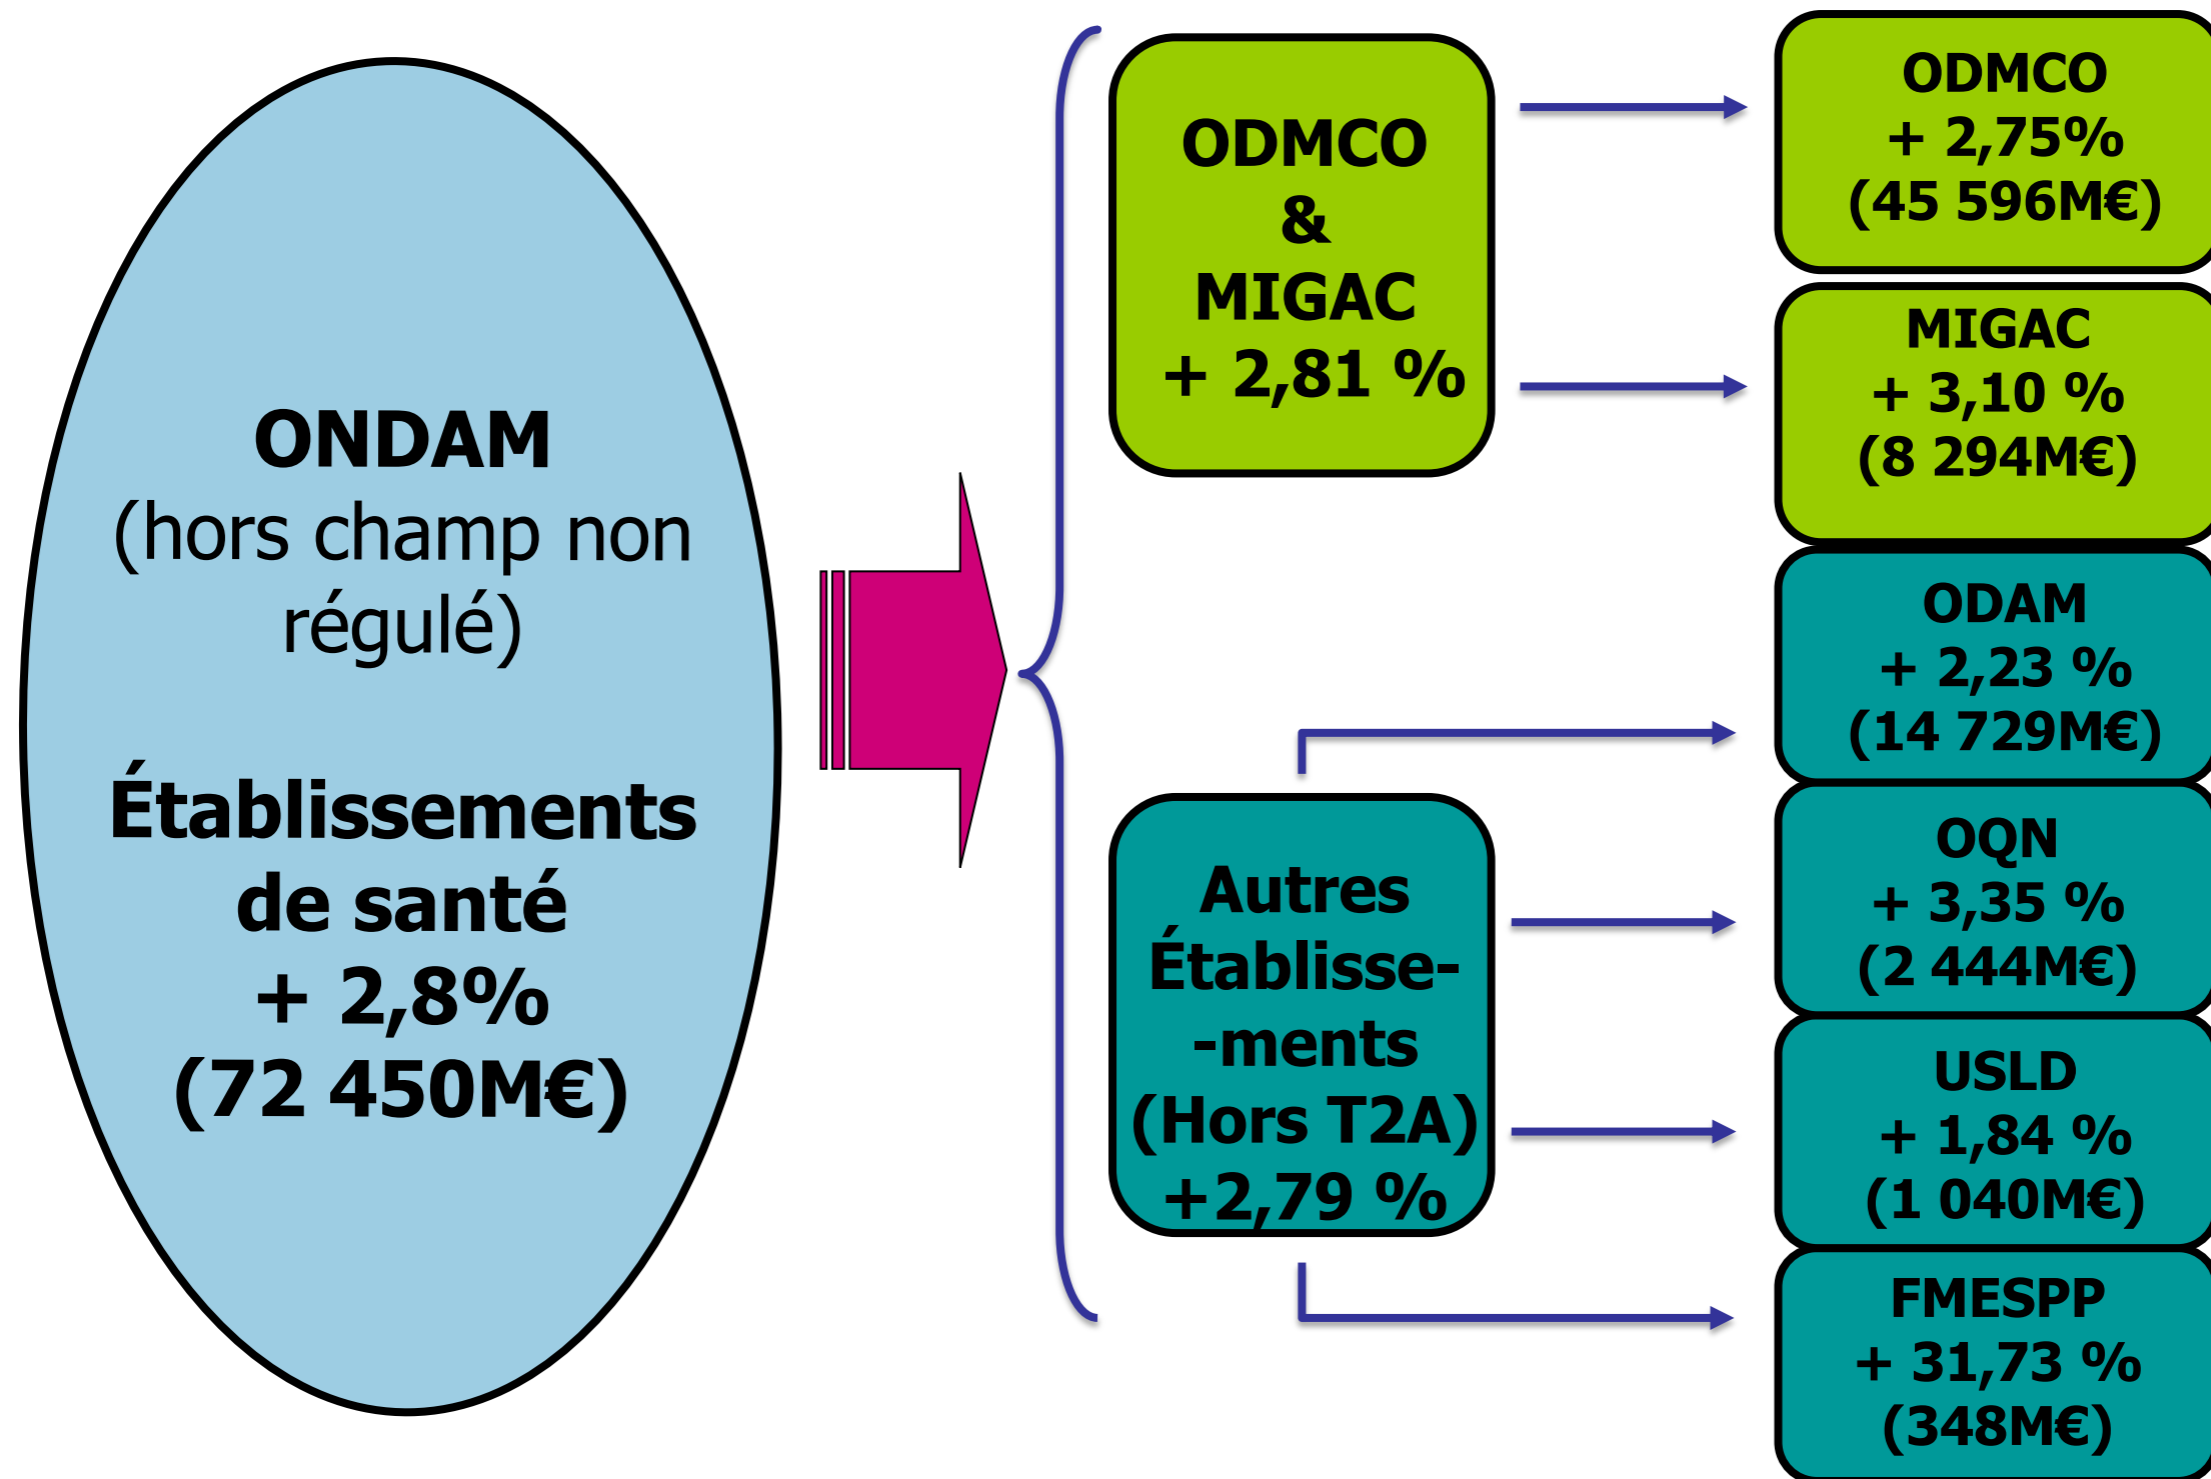 ONDAM
(hors champ non
régulé)
Établissements
de santé
+ 2,8%
(72 450M€)
ODMCO
&
MIGAC
+ 2,81 %
Autres
Établisse-
-ments
(Hors T2A)
+2,79 %
ODMCO
+ 2,75%
(45 596M€)
MIGAC
+ 3,10 %
(8 294M€)
ODAM
+ 2,23 %
(14 729M€)
OQN
+ 3,35 %
(2 444M€)
USLD
+ 1,84 %
(1 040M€)
FMESPP
+ 31,73 %
(348M€)